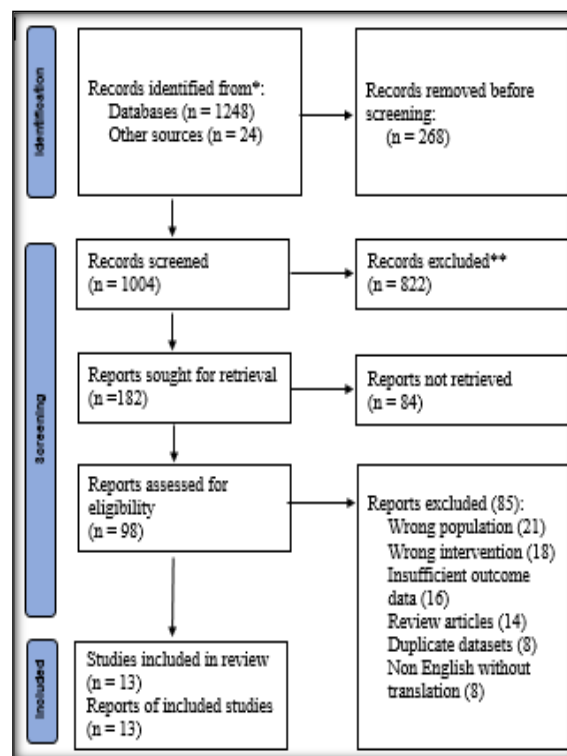 Identification
Records identified from*:
Databases (n = 1248)
Other sources (n = 24)
Records removed before
screening:
(n = 268)
Screening
Records screened
(n = 1004)
Records excluded**
(n = 822)
Reports sought for retrieval
(n =182)
Reports not retrieved
(n = 84)
Reports assessed for
eligibility
(n = 98)
Reports excluded (85):
Wrong population (21)
Wrong intervention (18)
Insufficient outcome
data (16)
Review articles (14)
Duplicate datasets (8)
Non English without
translation (8)
Included
Studies included in review
(n = 13)
Reports of included studies
(n = 13)